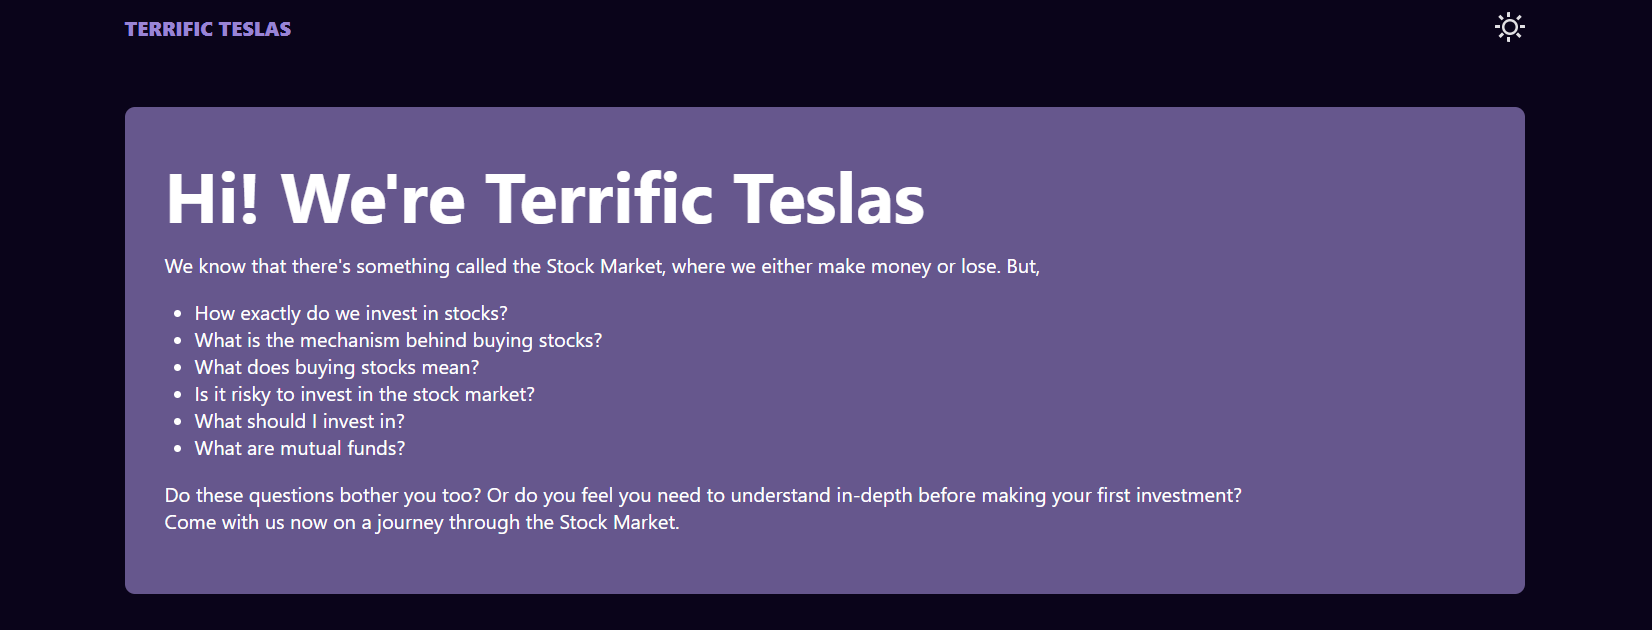 TERRIFIC TESLAS
Hi! We're Terrific Teslas
We know that there's something called the Stock Market, where we either make money or lose. But,
• How exactly do we invest in stocks?
• What is the mechanism behind buying stocks?
• What does buying stocks mean?
• Is it risky to invest in the stock market?
• What should I invest in?
• What are mutual funds?
Do these questions bother you too? Or do you feel you need to understand in-depth before making your first investment?
Come with us now on a journey through the Stock Market.